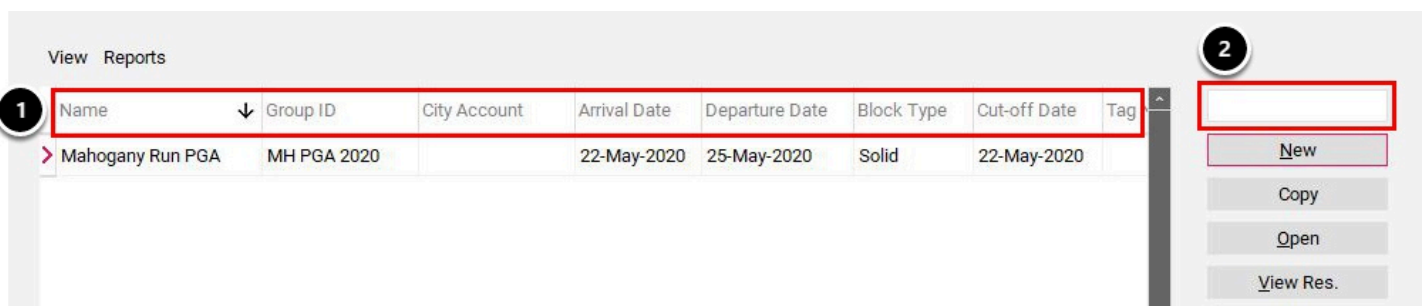 2
View Reports
1
Name Group ID City Account Arrival Date Departure Date Block Type Cut-off Date Tag
Mahogany Run PGA MH PGA 2020 22-May-2020 25-May-2020 Solid 22-May-2020
New
Copy
Open
View Res.